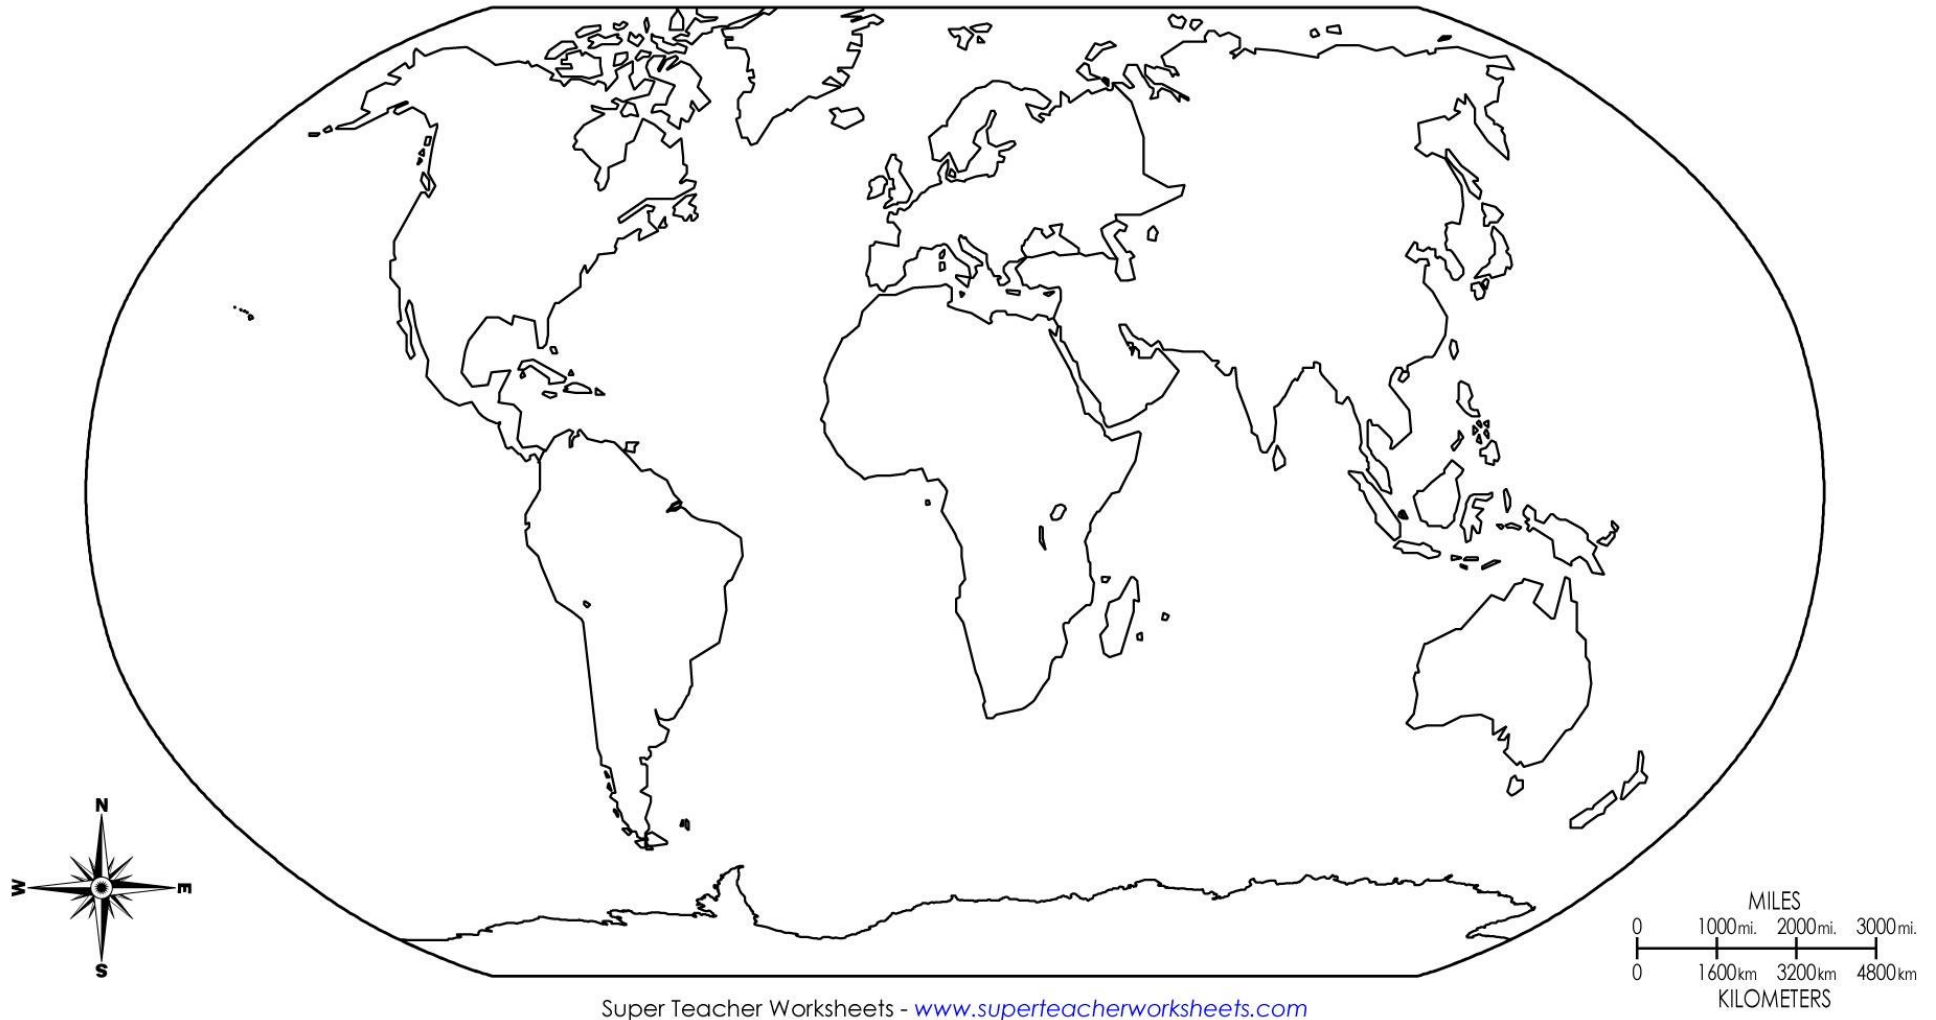 N
W E
S
MILES
0 1000mi. 2000mi. 3000mi.
0 1600km 3200km 4800km
KILOMETERS
Super Teacher Worksheets - www.superteacherworksheets.com